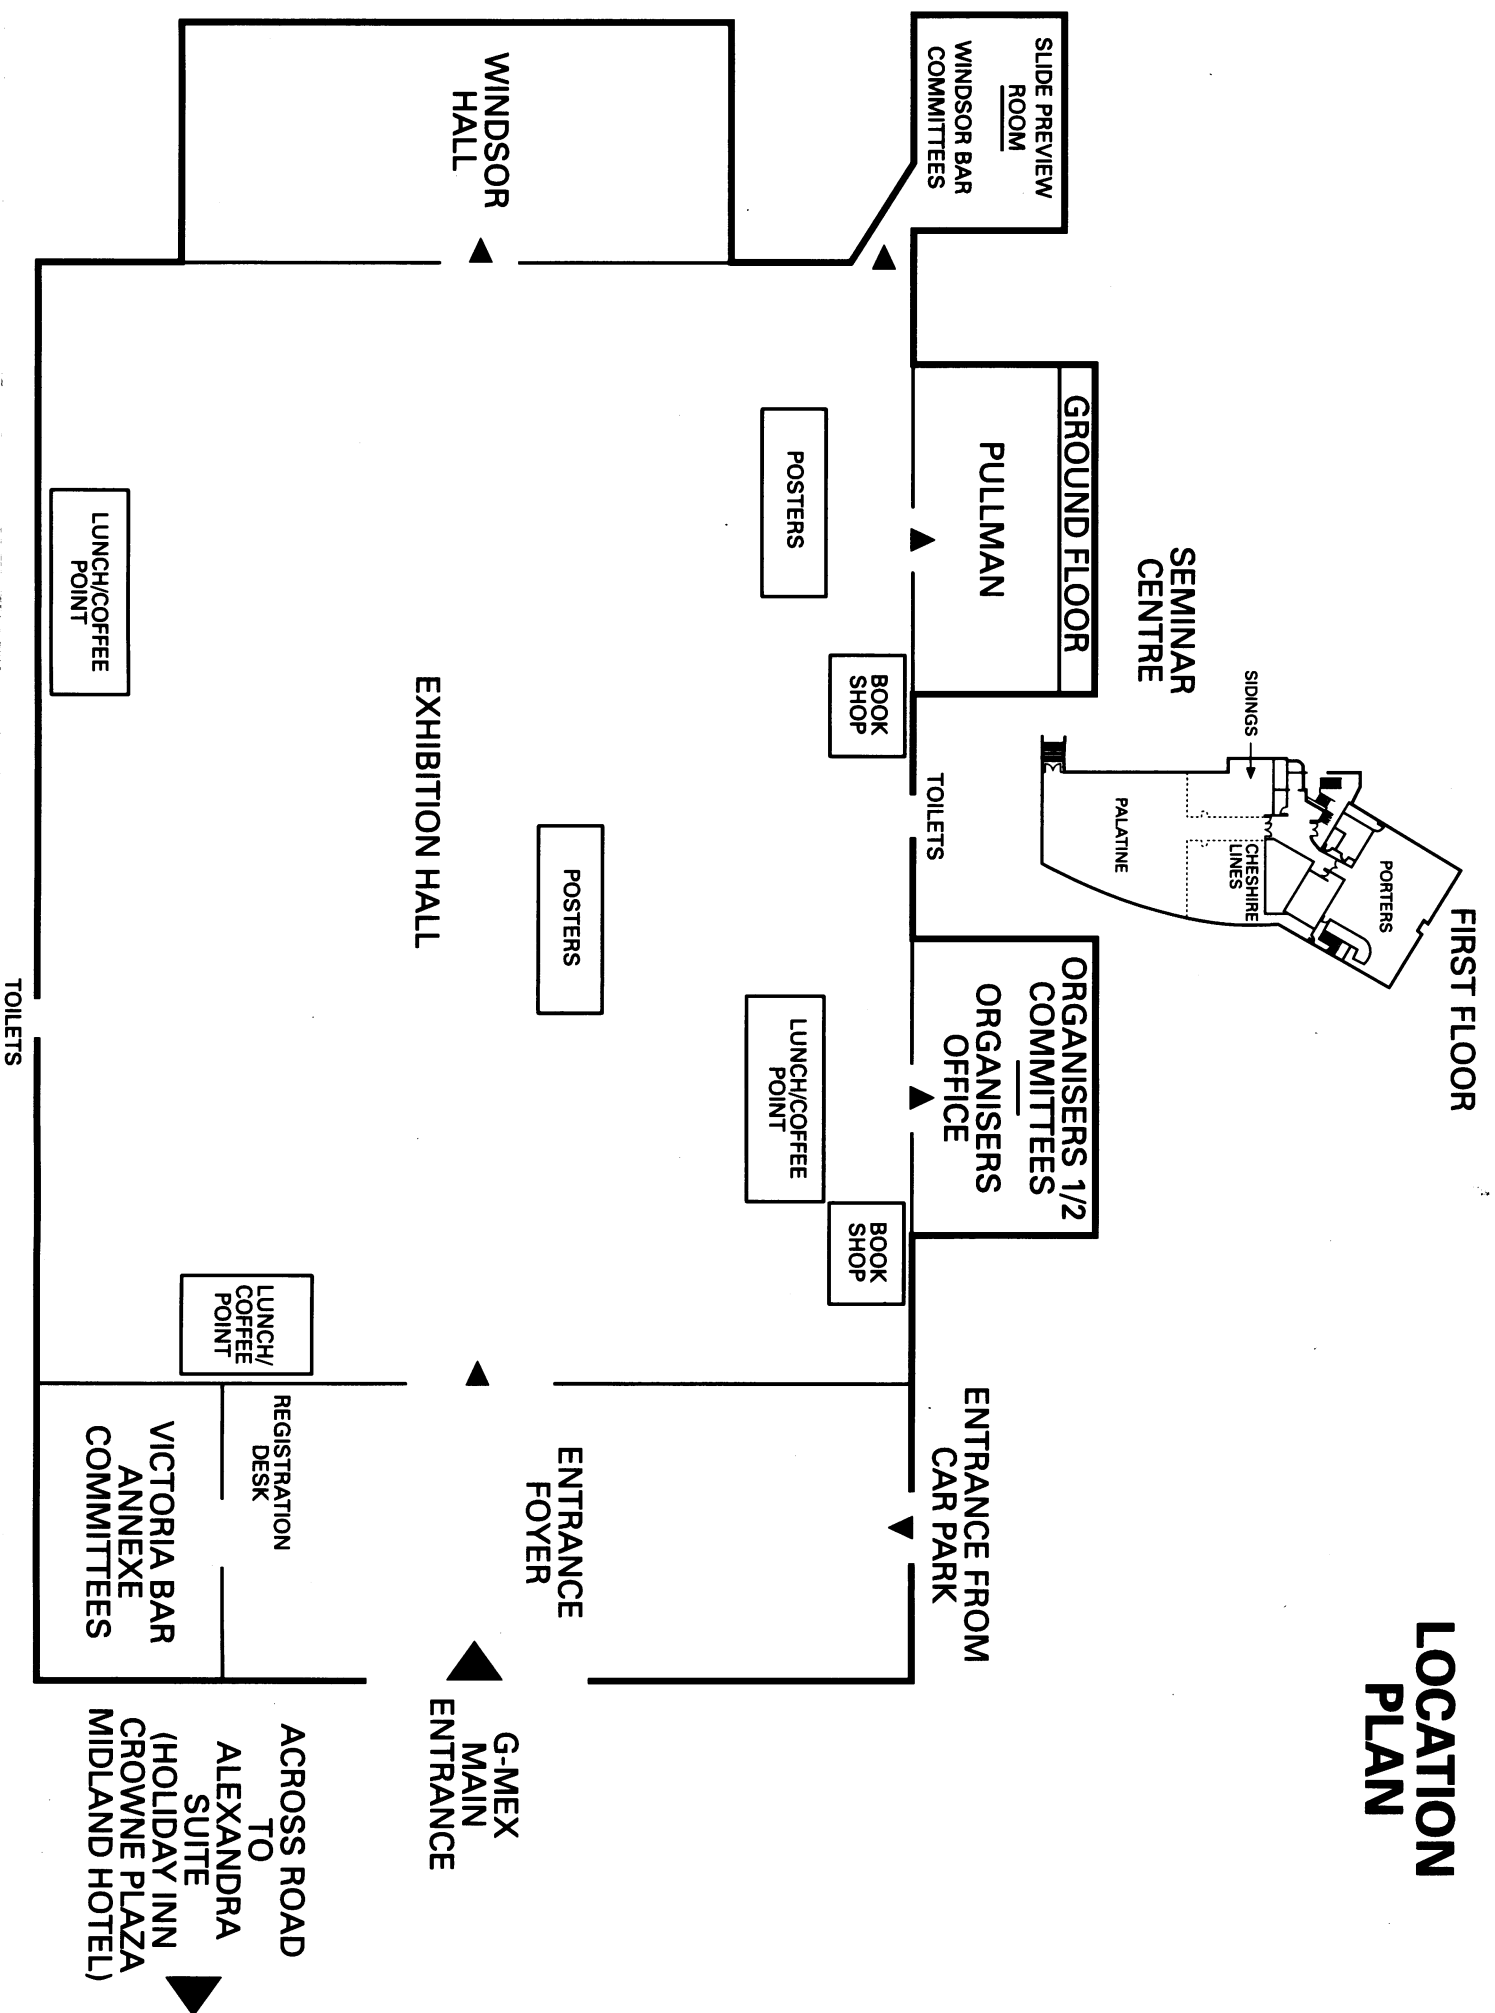 LOCATION
PLAN
FIRST FLOOR
PORTERS
SIDINGS
CHESHIRE
LINES
PALATINE
SEMINAR
CENTRE
SLIDE PREVIEW
ROOM
WINDSOR BAR
COMMITTEES
GROUND FLOOR
PULLMAN
TOILETS
ORGANISERS 1/2
COMMITTEES
ORGANISERS
OFFICE
ENTRANCE FROM
CAR PARK
BOOK
SHOP
BOOK
SHOP
POSTERS
LUNCH/COFFEE
POINT
POSTERS
WINDSOR
HALL
EXHIBITION HALL
ENTRANCE
FOYER
G-MEX
MAIN
ENTRANCE
LUNCH/
COFFEE
POINT
REGISTRATION
DESK
LUNCH/COFFEE
POINT
VICTORIA BAR
ANNEXE
COMMITTEES
ACROSS ROAD
TO
ALEXANDRA
SUITE
(HOLIDAY INN
CROWNE PLAZA
MIDLAND HOTEL)
TOILETS